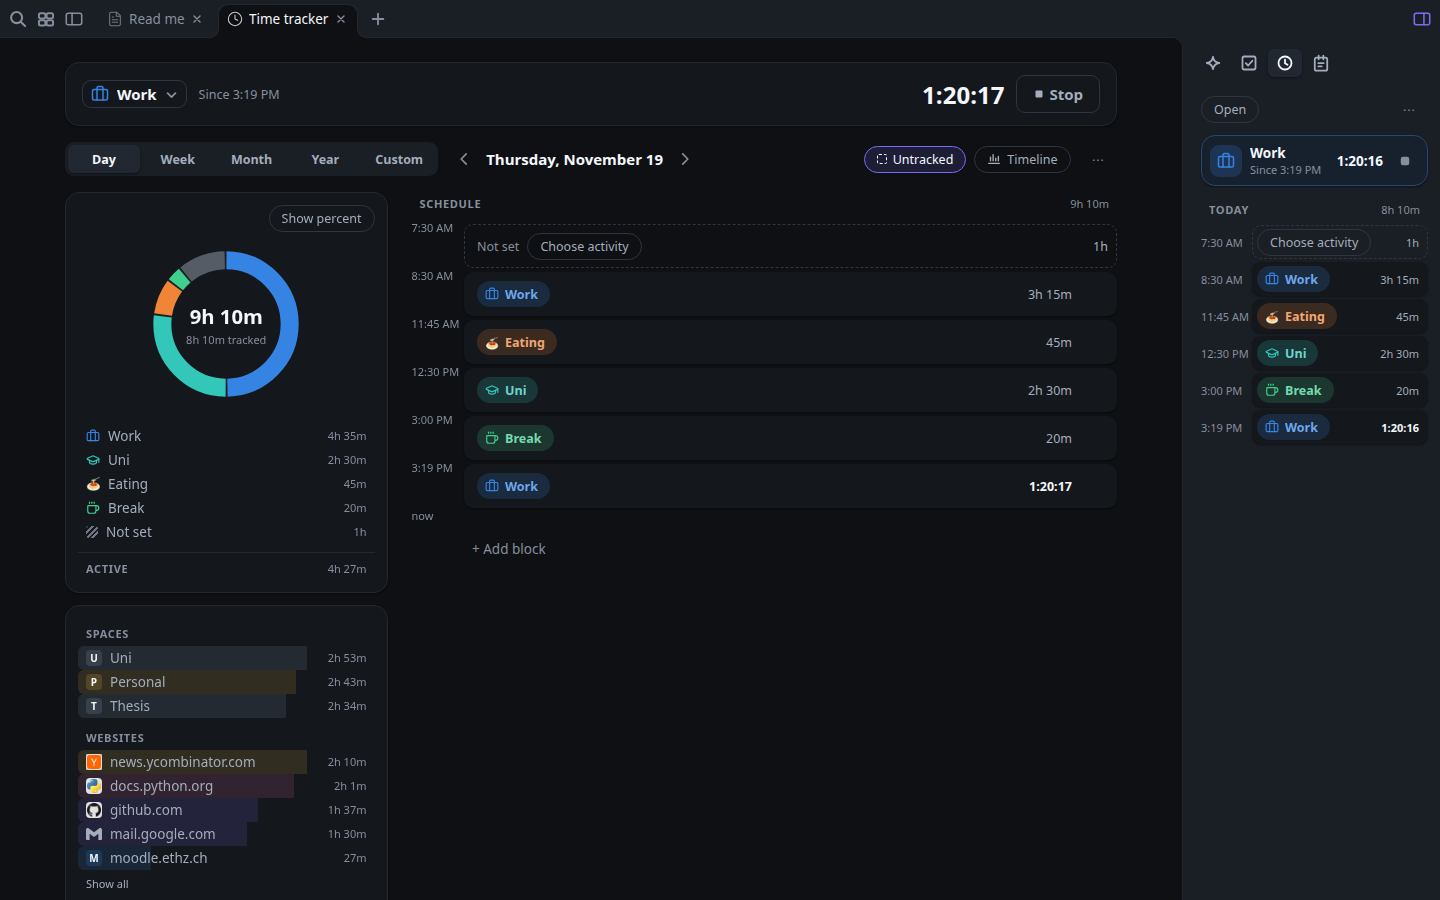 Read me
Time tracker
Work
Since 3:19 PM
1:20:17
Stop
Day Week Month Year Custom
Thursday, November 19
Untracked
Timeline
Show percent
9h 10m
8h 10m tracked
Work 4h 35m
Uni 2h 30m
Eating 45m
Break 20m
Not set 1h
ACTIVE 4h 27m
SPACES
U Uni 2h 53m
P Personal 2h 43m
T Thesis 2h 34m
WEBSITES
Y news.ycombinator.com 2h 10m
docs.python.org 2h 1m
github.com 1h 37m
mail.google.com 1h 30m
M moodle.ethz.ch 27m
Show all
SCHEDULE 9h 10m
7:30 AM
Not set Choose activity 1h
8:30 AM
Work 3h 15m
11:45 AM
Eating 45m
12:30 PM
Uni 2h 30m
3:00 PM
Break 20m
3:19 PM
Work 1:20:17
now
+ Add block
Open
Work
Since 3:19 PM
1:20:16
TODAY 8h 10m
7:30 AM Choose activity 1h
8:30 AM Work 3h 15m
11:45 AM Eating 45m
12:30 PM Uni 2h 30m
3:00 PM Break 20m
3:19 PM Work 1:20:16